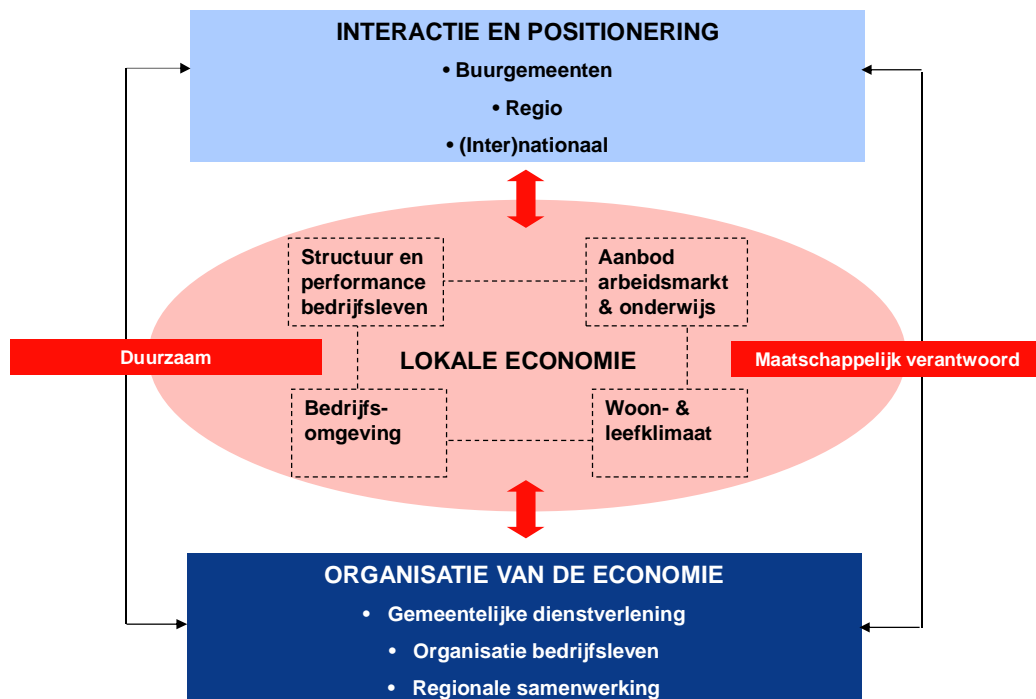 INTERACTIE EN POSITIONERING
• Buurgemeenten
• Regio
• (Inter)nationaal
Structuur en
performance
bedrijfsleven
Aanbod
arbeidsmarkt
& onderwijs
Duurzaam
LOKALE ECONOMIE
Maatschappelijk verantwoord
Bedrijfs-
omgeving
Woon- &
leefklimaat
ORGANISATIE VAN DE ECONOMIE
• Gemeentelijke dienstverlening
• Organisatie bedrijfsleven
• Regionale samenwerking